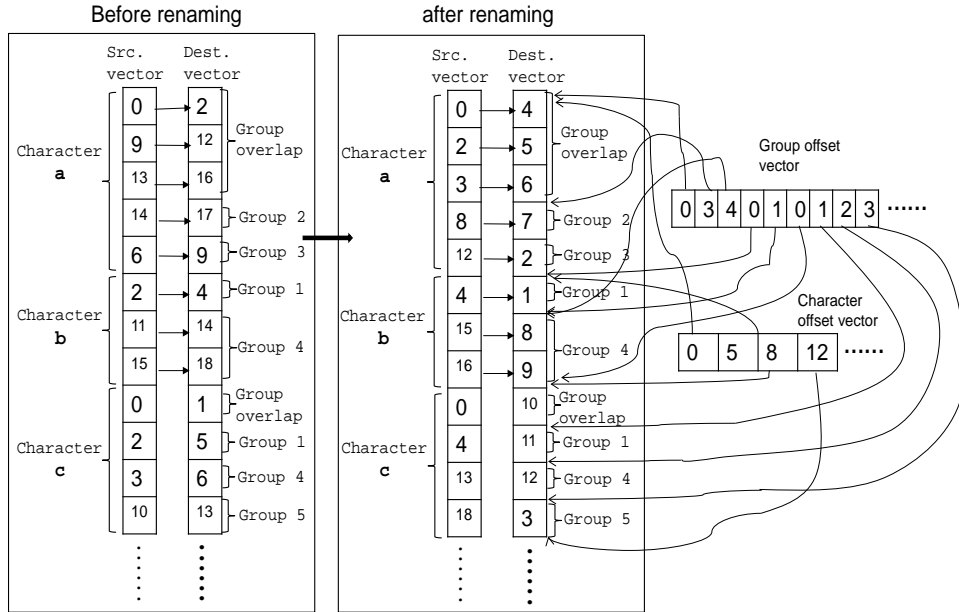 Before renaming
after renaming
Src. vector
Dest. vector
0 2
9 12
13 16
14 17
6 9
2 4
11 14
15 18
0 1
2 5
3 6
10 13
Character a
Character b
Character c
Group overlap
Group 2
Group 3
Group 1
Group 4
Group overlap
Group 1
Group 4
Group 5
Src. vector
Dest. vector
0 4
2 5
3 6
8 7
12 2
4 1
15 8
16 9
0 10
4 11
13 12
18 3
Character a
Character b
Character c
Group overlap
Group 2
Group 3
Group 1
Group 4
Group overlap
Group 1
Group 4
Group 5
Group offset
vector
0 3 4 0 1 0 1 2 3 ······
Character
offset vector
0 5 8 12 ······